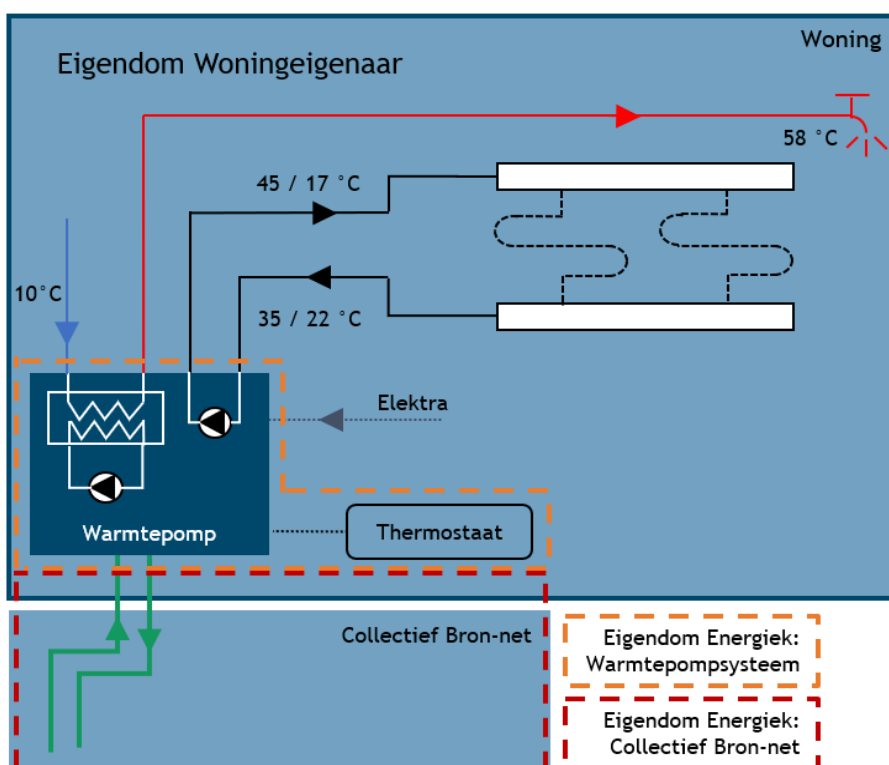 Woning
Eigendom Woningeigenaar
58 °C
45 / 17 °C
10°C
35 / 22 °C
Elektra
Warmtepomp
Thermostaat
Collectief Bron-net
Eigendom Energiek:
Warmtepompsysteem
Eigendom Energiek:
Collectief Bron-net